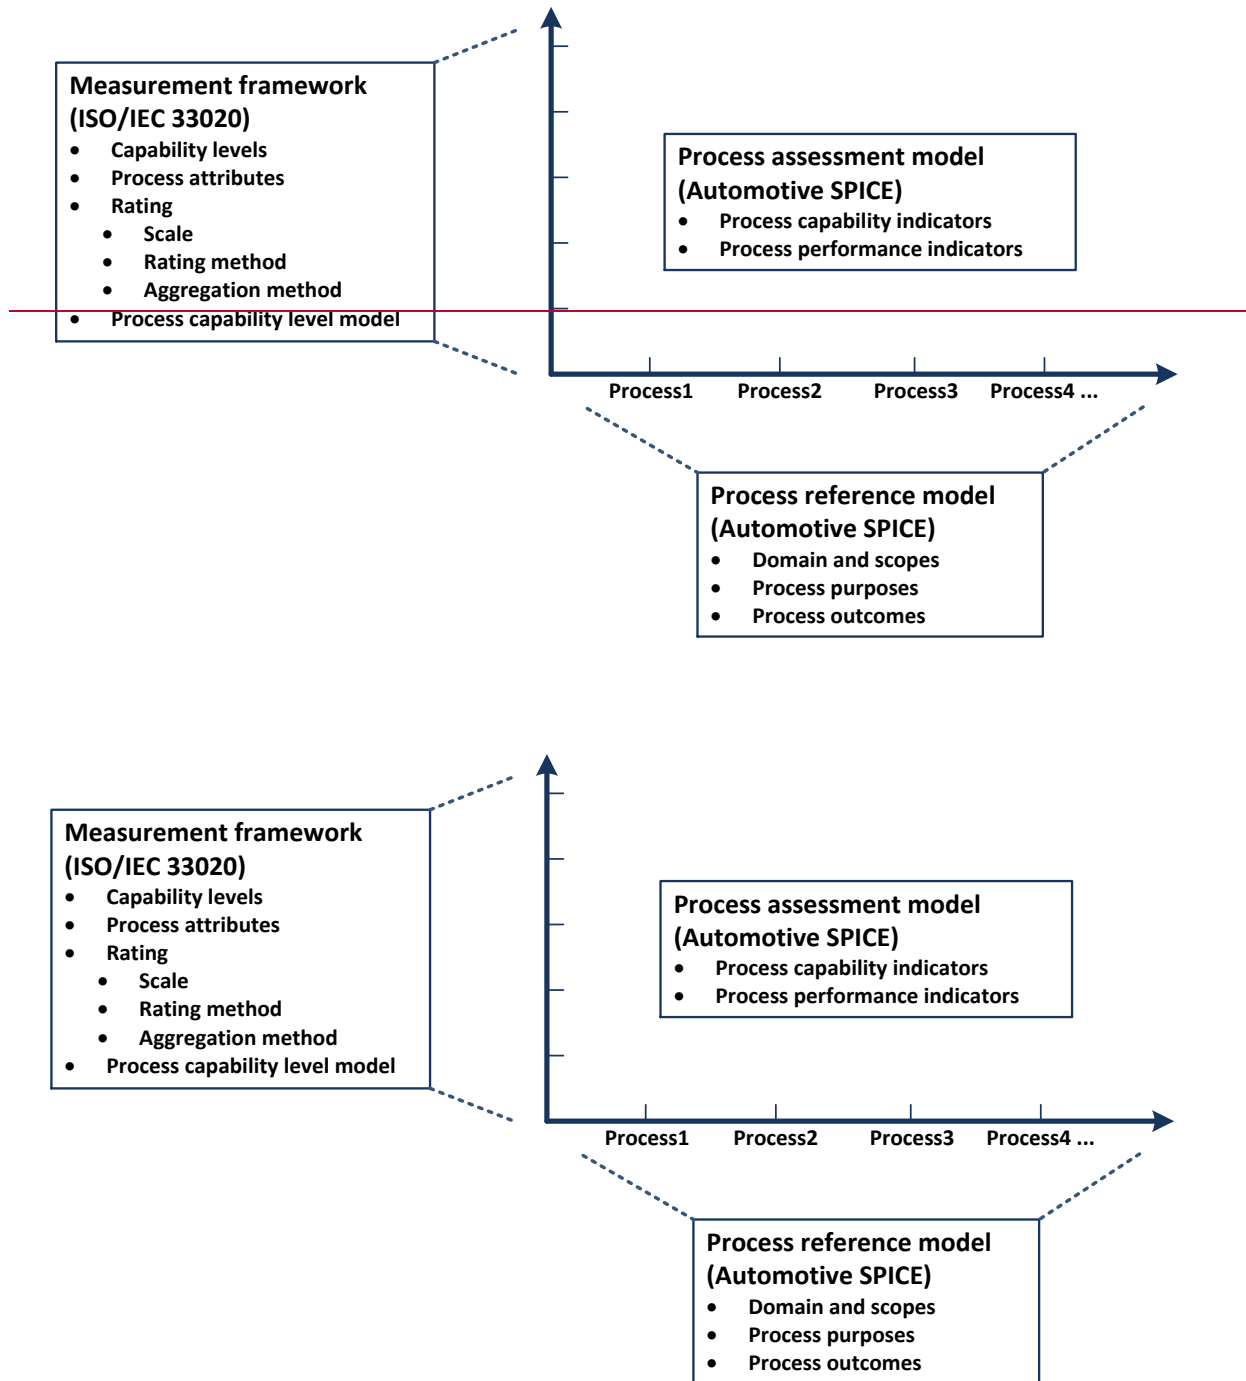 Measurement framework
(ISO/IEC 33020)
• Capability levels
• Process attributes
• Rating
• Scale
• Rating method
• Aggregation method
• Process capability level model
Process assessment model
(Automotive SPICE)
• Process capability indicators
• Process performance indicators
Process1 Process2 Process3 Process4 ...
Process reference model
(Automotive SPICE)
• Domain and scopes
• Process purposes
• Process outcomes
Measurement framework
(ISO/IEC 33020)
• Capability levels
• Process attributes
• Rating
• Scale
• Rating method
• Aggregation method
• Process capability level model
Process assessment model
(Automotive SPICE)
• Process capability indicators
• Process performance indicators
Process1 Process2 Process3 Process4 ...
Process reference model
(Automotive SPICE)
• Domain and scopes
• Process purposes
• Process outcomes